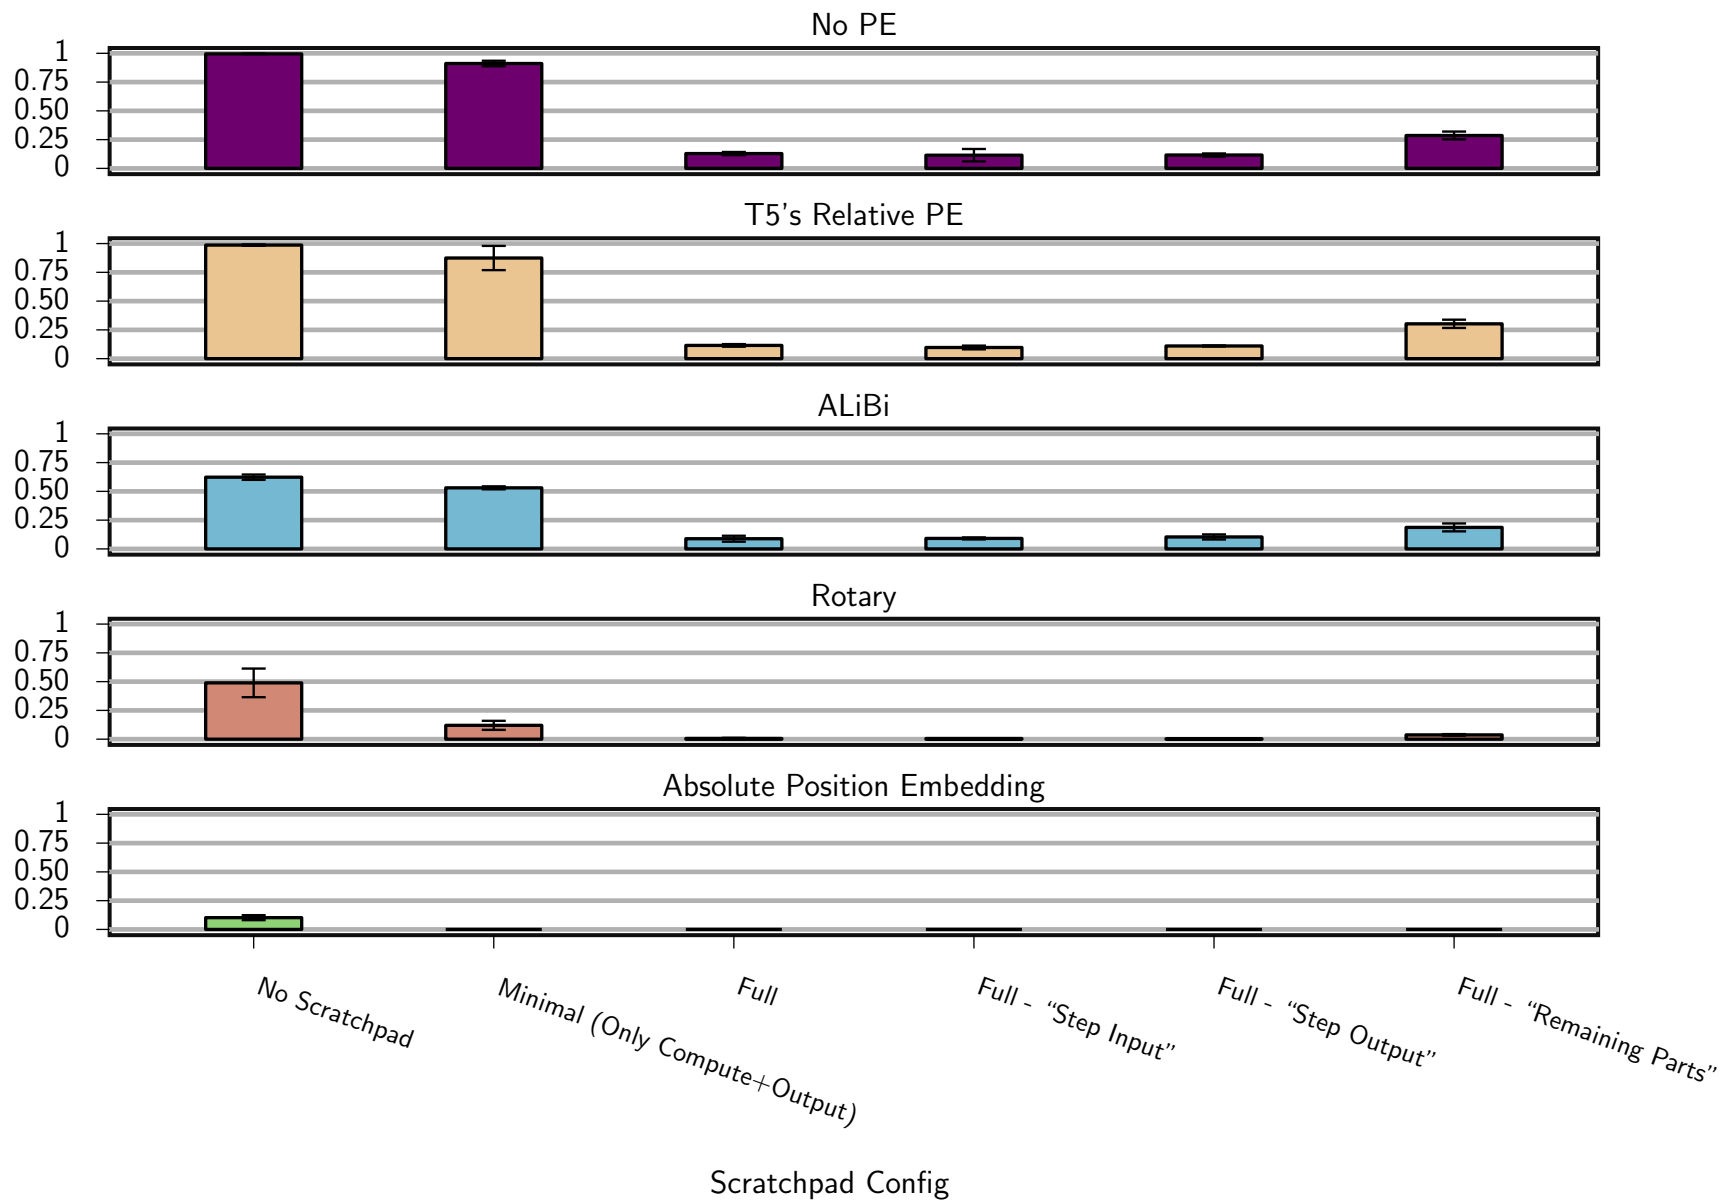 No PE
1
0.75
0.50
0.25
0
T5's Relative PE
1
0.75
0.50
0.25
0
ALiBi
1
0.75
0.50
0.25
0
Rotary
1
0.75
0.50
0.25
0
Absolute Position Embedding
1
0.75
0.50
0.25
0
No Scratchpad
Minimal (Only Compute+Output)
Full
Full - “Step Input”
Full - “Step Output”
Full - “Remaining Parts”
Scratchpad Config